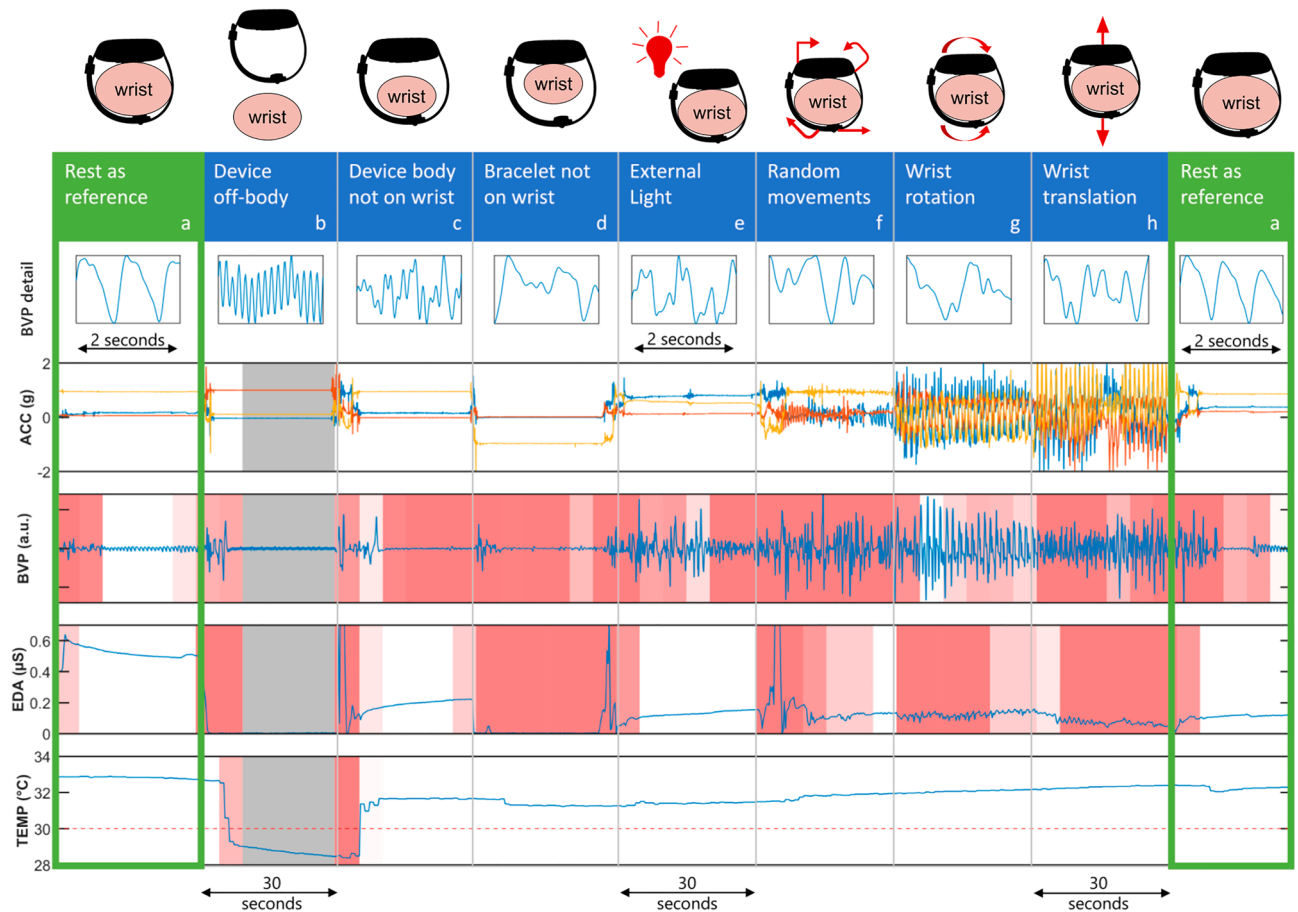 wrist
wrist
wrist
wrist
wrist
wrist
wrist
wrist
wrist
Rest as
reference
a
Device
off-body
b
Device body
not on wrist
c
Bracelet not
on wrist
d
External
Light
e
Random
movements
f
Wrist
rotation
g
Wrist
translation
h
Rest as
reference
a
BVP detail
2 seconds
2 seconds
2 seconds
ACC (g)
2
0
-2
BVP (a.u.)
EDA (µS)
0.6
0.4
0.2
0
TEMP (°C)
34
32
30
28
30
seconds
30
seconds
30
seconds